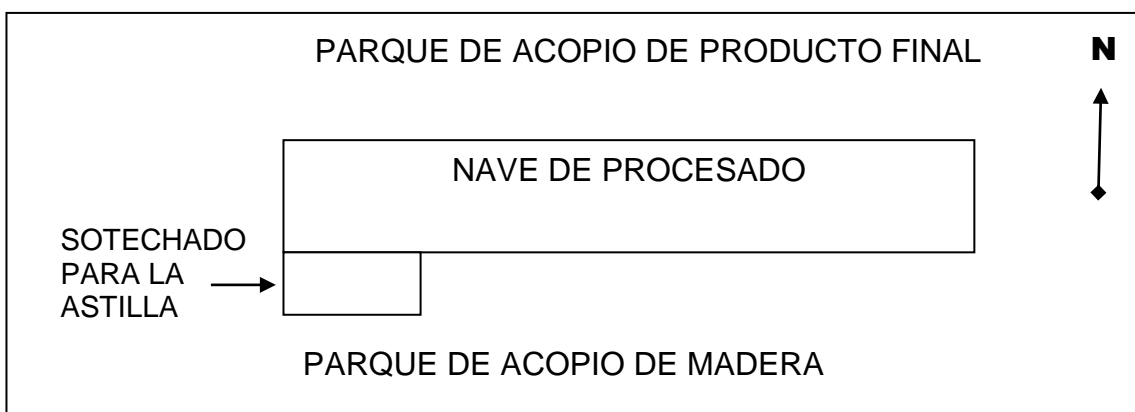 PARQUE DE ACOPIO DE PRODUCTO FINAL
N
NAVE DE PROCESADO
SOTECHADO
PARA LA
ASTILLA
PARQUE DE ACOPIO DE MADERA